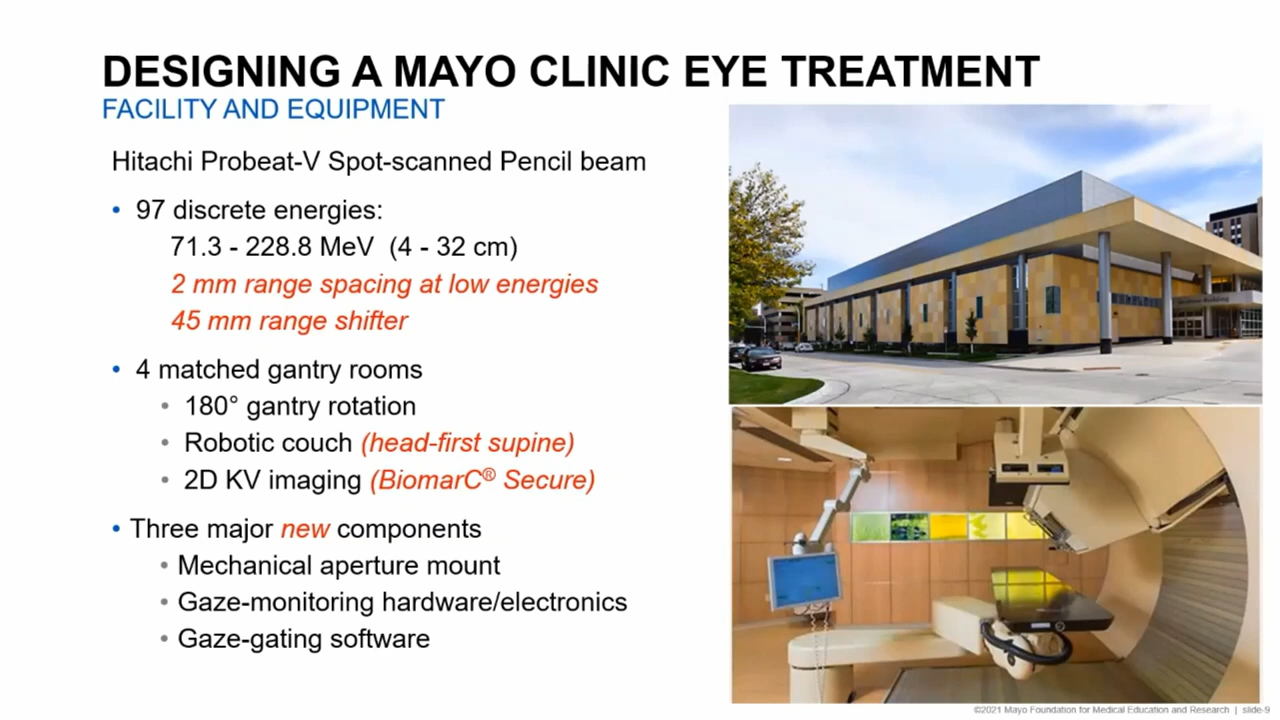 DESIGNING A MAYO CLINIC EYE TREATMENT
FACILITY AND EQUIPMENT
Hitachi Probeat-V Spot-scanned Pencil beam
• 97 discrete energies:
71.3 - 228.8 MeV (4 - 32 cm)
2 mm range spacing at low energies
45 mm range shifter
• 4 matched gantry rooms
• 180° gantry rotation
• Robotic couch (head-first supine)
• 2D KV imaging (BiomarC® Secure)
• Three major new components
• Mechanical aperture mount
• Gaze-monitoring hardware/electronics
• Gaze-gating software
©2021 Mayo Foundation for Medical Education and Research | slide-9